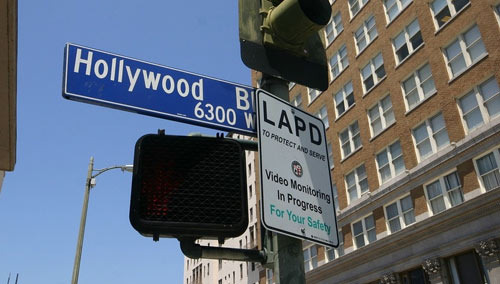 Hollywood
6300 W
LAPD
TO PROTECT AND SERVE
Video Monitoring
In Progress
For Your Safety